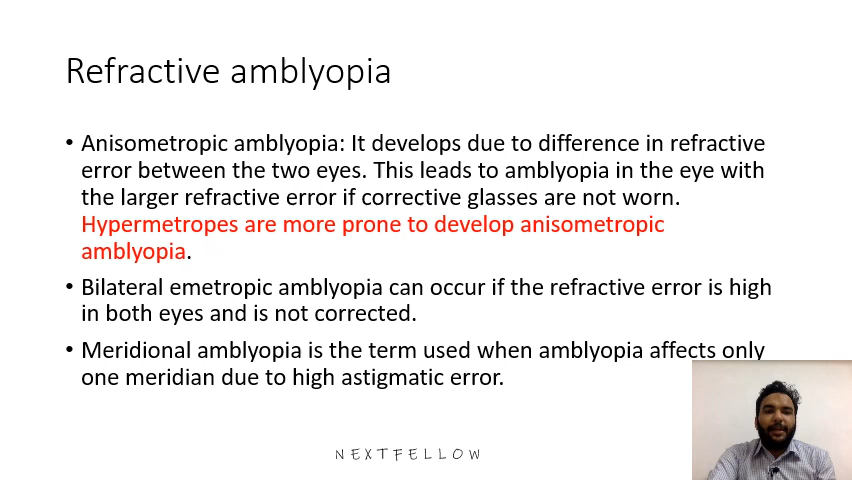 Refractive amblyopia
• Anisometropic amblyopia: It develops due to difference in refractive
error between the two eyes. This leads to amblyopia in the eye with
the larger refractive error if corrective glasses are not worn.
Hypermetropes are more prone to develop anisometropic
amblyopia.
• Bilateral emetropic amblyopia can occur if the refractive error is high
in both eyes and is not corrected.
• Meridional amblyopia is the term used when amblyopia affects only
one meridian due to high astigmatic error.
NEXTFELLOW